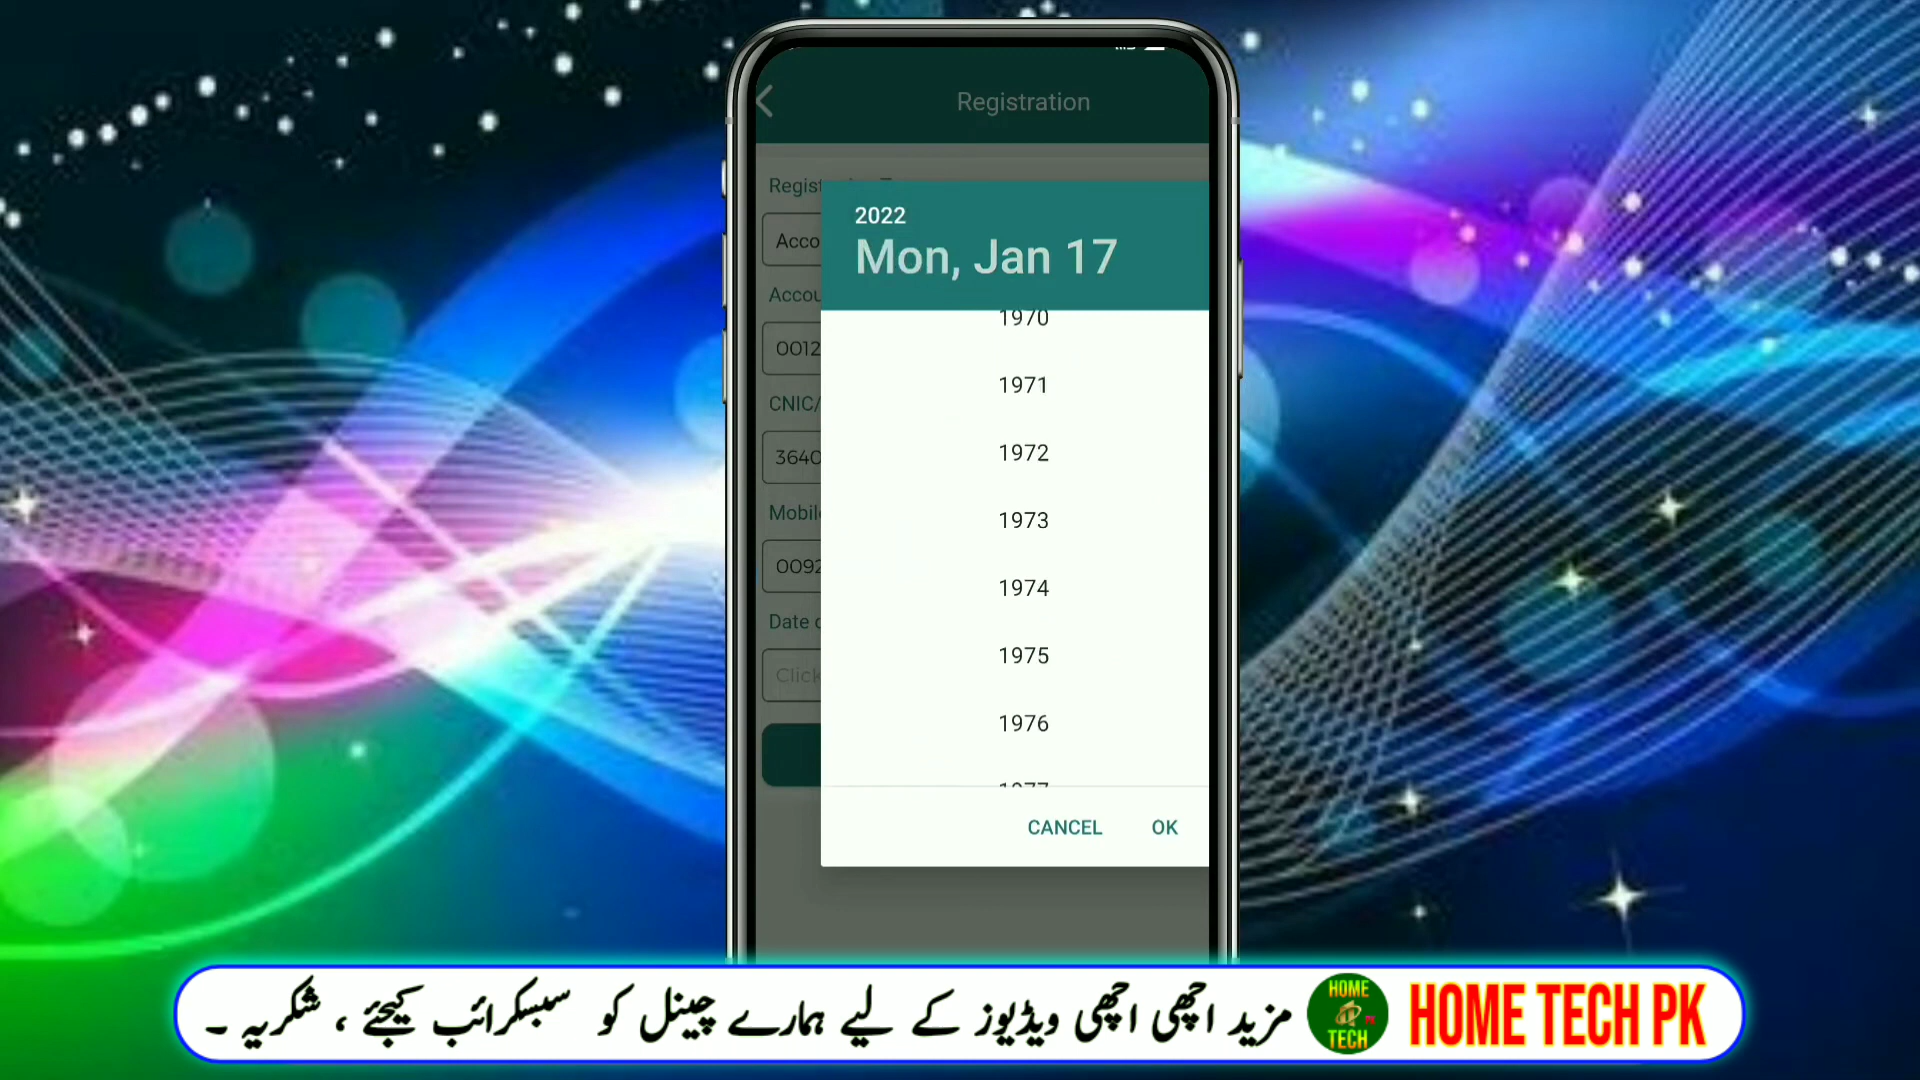 Registration
2022
Mon, Jan 17
Acco
Accou
0012
CNIC/
3640
Mobile
0092
Date o
Click
1970
1971
1972
1973
1974
1975
1976
1977
CANCEL OK
مزید اچھی اچھی ویڈیوز کے لیے ہمارے چینل کو سبسکرائب کیجئے ، شکریہ ۔
HOME
TECH
HOME TECH PK